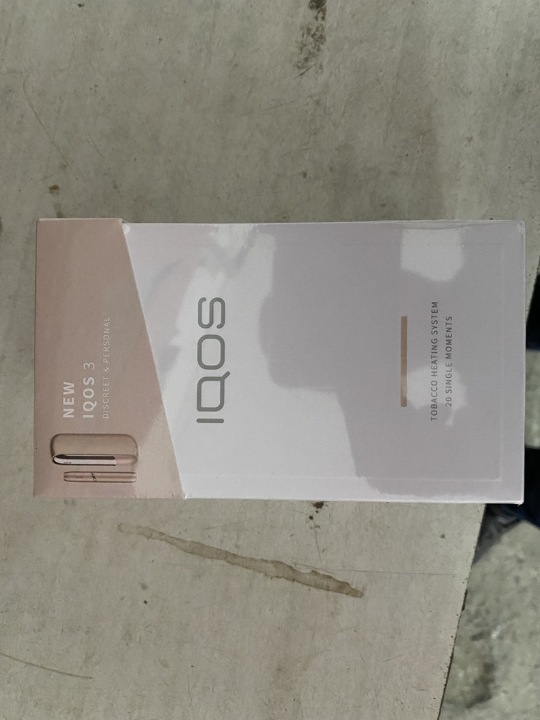 NEW
IQOS 3
DISCREET & PERSONAL
IQOS
TOBACCO HEATING SYSTEM
20 SINGLE MOMENTS